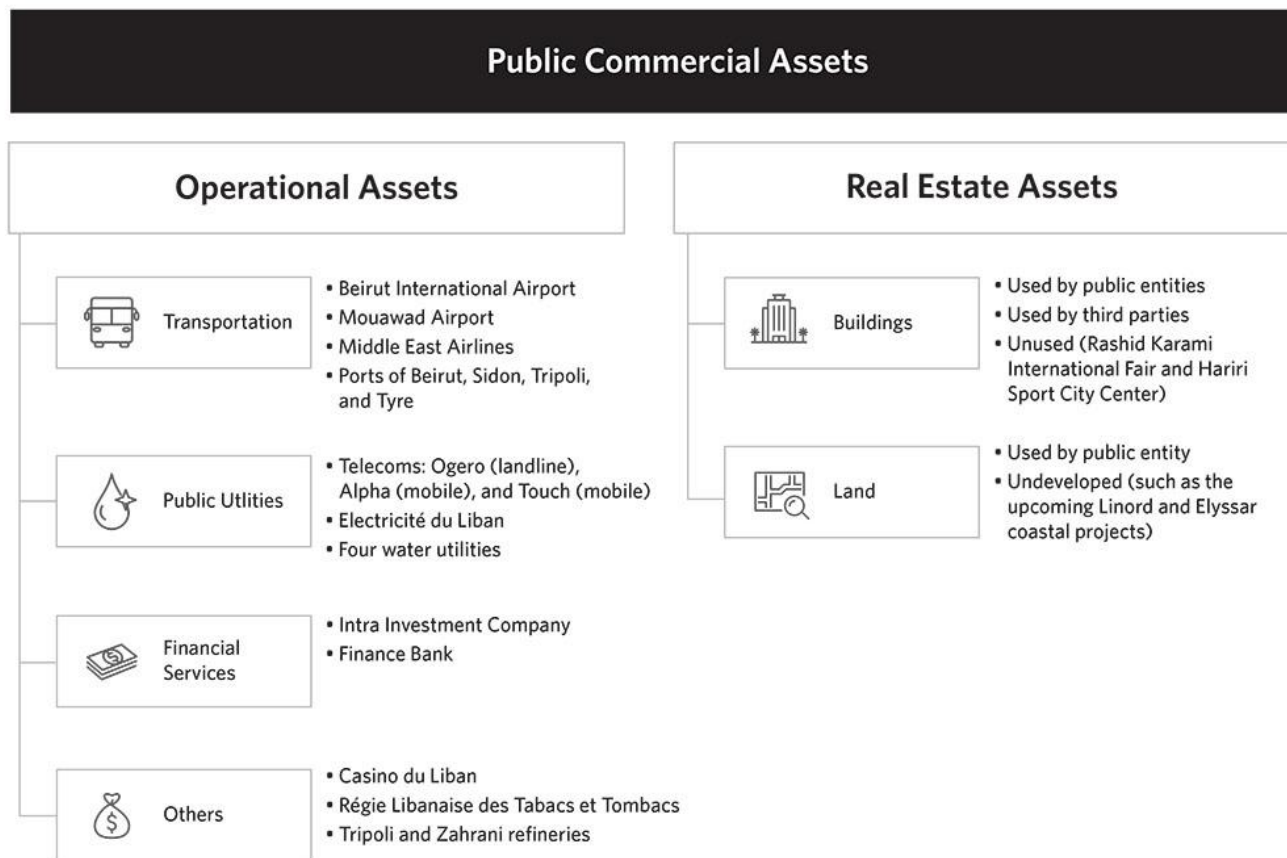 Public Commercial Assets
Operational Assets
Transportation
• Beirut International Airport
• Mouawad Airport
• Middle East Airlines
• Ports of Beirut, Sidon, Tripoli,
and Tyre
Public Utlities
• Telecoms: Ogero (landline),
Alpha (mobile), and Touch (mobile)
• Electricité du Liban
• Four water utilities
Financial
Services
• Intra Investment Company
• Finance Bank
Others
• Casino du Liban
• Régie Libanaise des Tabacs et Tombacs
• Tripoli and Zahrani refineries
Real Estate Assets
Buildings
• Used by public entities
• Used by third parties
• Unused (Rashid Karami
International Fair and Hariri
Sport City Center)
Land
• Used by public entity
• Undeveloped (such as the
upcoming Linord and Elyssar
coastal projects)